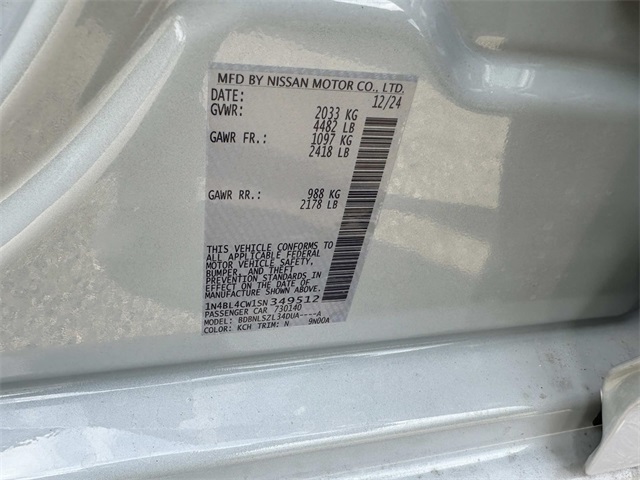 MFD BY NISSAN MOTOR CO., LTD.
DATE: 12/24
GVWR: 2033 KG
4482 LB
GAWR FR.: 1097 KG
2418 LB
GAWR RR.: 988 KG
2178 LB
THIS VEHICLE CONFORMS TO
ALL APPLICABLE FEDERAL
MOTOR VEHICLE SAFETY,
BUMPER, AND THEFT
PREVENTION STANDARDS IN
EFFECT ON THE DATE OF
MANUFACTURE SHOWN ABOVE.
1N4BL4CW1SN349512
PASSENGER CAR 730140
MODEL: BDBNLSZL34DUA----A
COLOR: KCH TRIM: N 9N00A